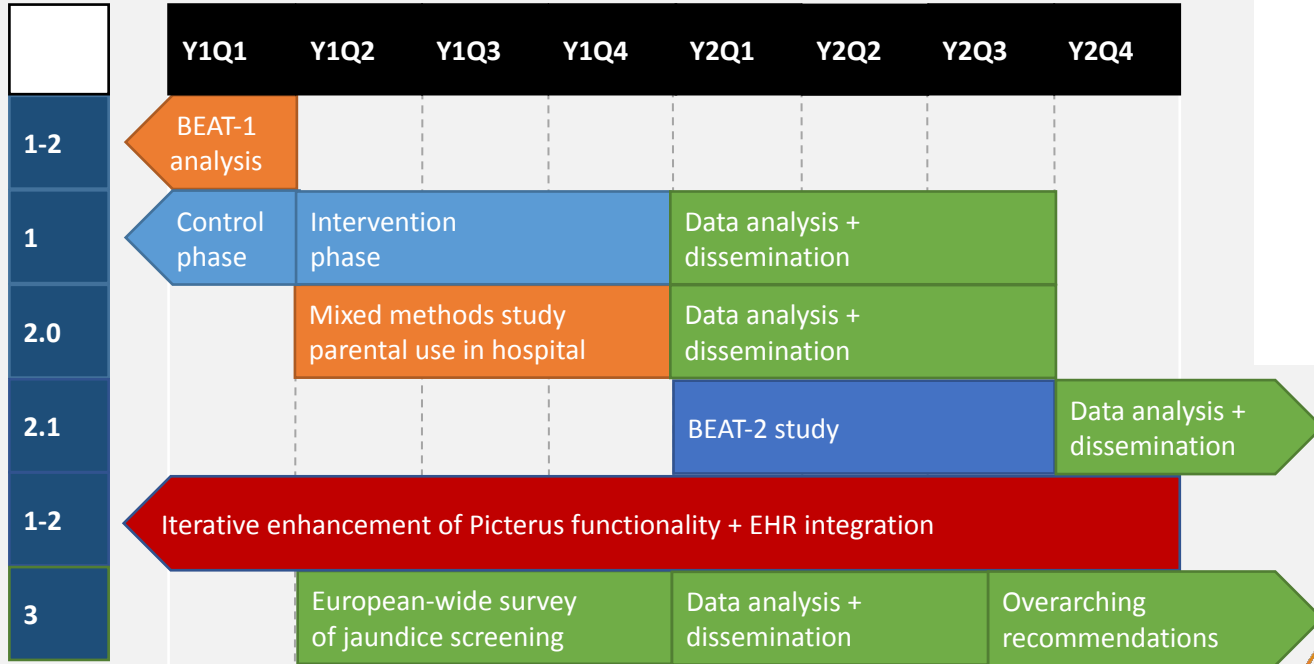 Y1Q1 Y1Q2 Y1Q3 Y1Q4 Y2Q1 Y2Q2 Y2Q3 Y2Q4
1-2
BEAT-1
analysis
1
Control
phase
Intervention
phase
Data analysis +
dissemination
2.0
Mixed methods study
parental use in hospital
Data analysis +
dissemination
2.1
BEAT-2 study
Data analysis +
dissemination
1-2
Iterative enhancement of Picterus functionality + EHR integration
3
European-wide survey
of jaundice screening
Data analysis +
dissemination
Overarching
recommendations